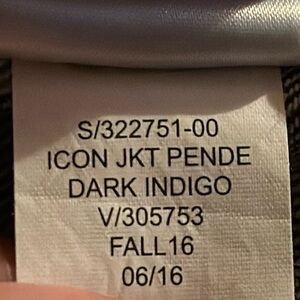 S/322751-00
ICON JKT PENDE
DARK INDIGO
V/305753
FALL16
06/16